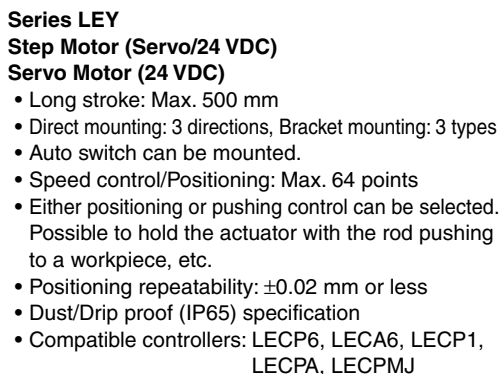 Series LEY
Step Motor (Servo/24 VDC)
Servo Motor (24 VDC)
• Long stroke: Max. 500 mm
• Direct mounting: 3 directions, Bracket mounting: 3 types
• Auto switch can be mounted.
• Speed control/Positioning: Max. 64 points
• Either positioning or pushing control can be selected.
Possible to hold the actuator with the rod pushing
to a workpiece, etc.
• Positioning repeatability: ±0.02 mm or less
• Dust/Drip proof (IP65) specification
• Compatible controllers: LECP6, LECA6, LECP1,
LECPA, LECPMJ